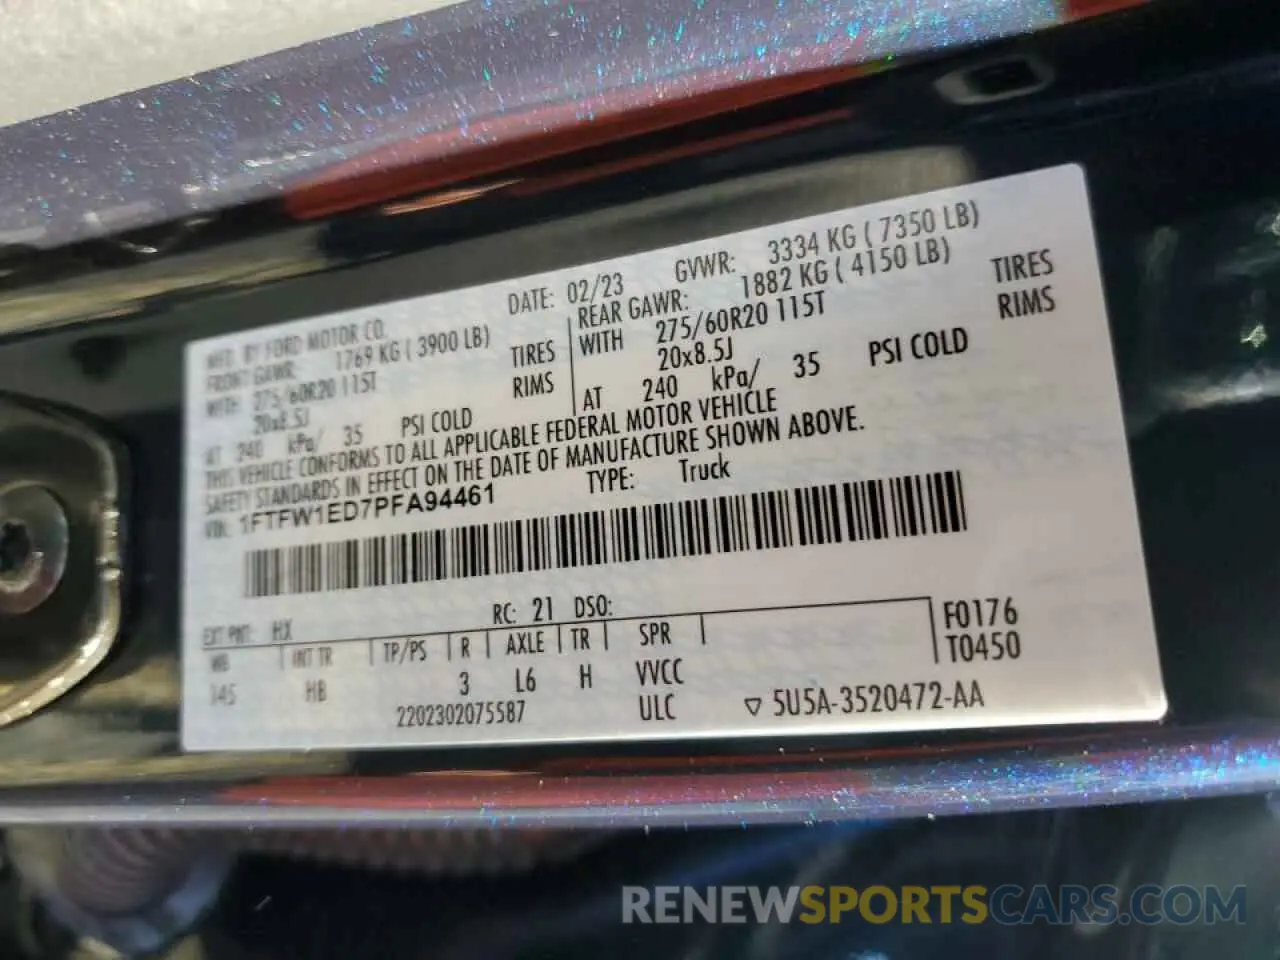 MFD. BY FORD MOTOR CO.
DATE: 02/23
GVWR: 3334 KG ( 7350 LB)
FRONT GAWR: 1769 KG ( 3900 LB)
REAR GAWR: 1882 KG ( 4150 LB)
WITH 275/60R20 115T TIRES
WITH 275/60R20 115T TIRES
20x8.5J RIMS
20x8.5J RIMS
AT 240 kPa/ 35 PSI COLD
AT 240 kPa/ 35 PSI COLD
THIS VEHICLE CONFORMS TO ALL APPLICABLE FEDERAL MOTOR VEHICLE
SAFETY STANDARDS IN EFFECT ON THE DATE OF MANUFACTURE SHOWN ABOVE.
VIN: 1FTFW1ED7PFA94461
TYPE: Truck
EXT PNT: HX RC: 21 DSO:
WB INT TR TP/PS R AXLE TR SPR
145 HB 3 L6 H VVCC
2202302075587 ULC
F0176
T0450
5U5A-3520472-AA
RENEWSPORTSCARS.COM